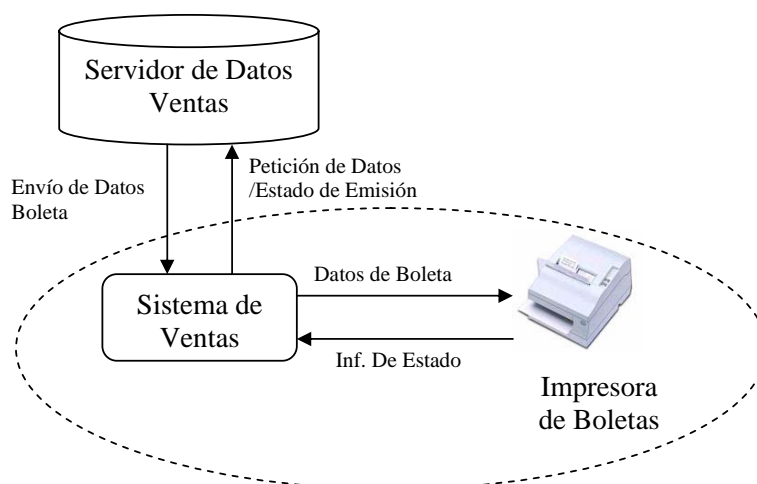 Servidor de Datos
Ventas
Petición de Datos
/Estado de Emisión
Envío de Datos
Boleta
Datos de Boleta
Sistema de
Ventas
Inf. De Estado
Impresora
de Boletas